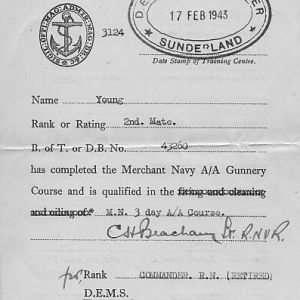 3124
D.E.M.S.
17 FEB 1943
SUNDERLAND
Date Stamp of Training Centre.
Name Young
Rank or Rating 2nd. Mate.
B. of T. or D.B. No. 43260
has completed the Merchant Navy A/A Gunnery
Course and is qualified in the firing and cleaning
and oiling of* M.N. 3 day A/A Course.
Lt. R.N.V.R.
for, Rank COMMANDER, R.N. (RETIRED)
D.E.M.S.